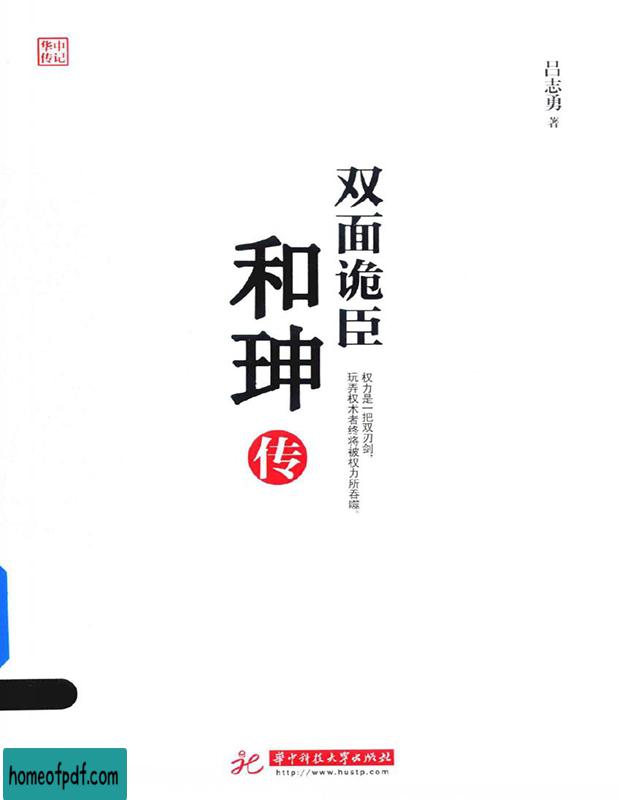 华中
传记
吕志勇 著
双面诡臣
和珅
传
权力是一把双刃剑，
玩弄权术者终将被权力所吞噬。
華中科技大学出版社
http://www.hustp.com
homeofpdf.com